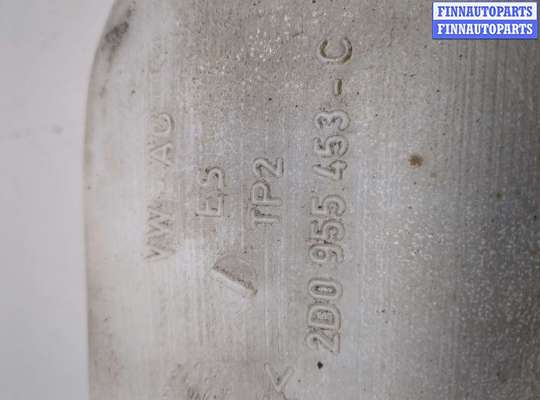 FINNAUTOPARTS
FINNAUTOPARTS
VW-AG
ES
TP2
2D0 955 453-C